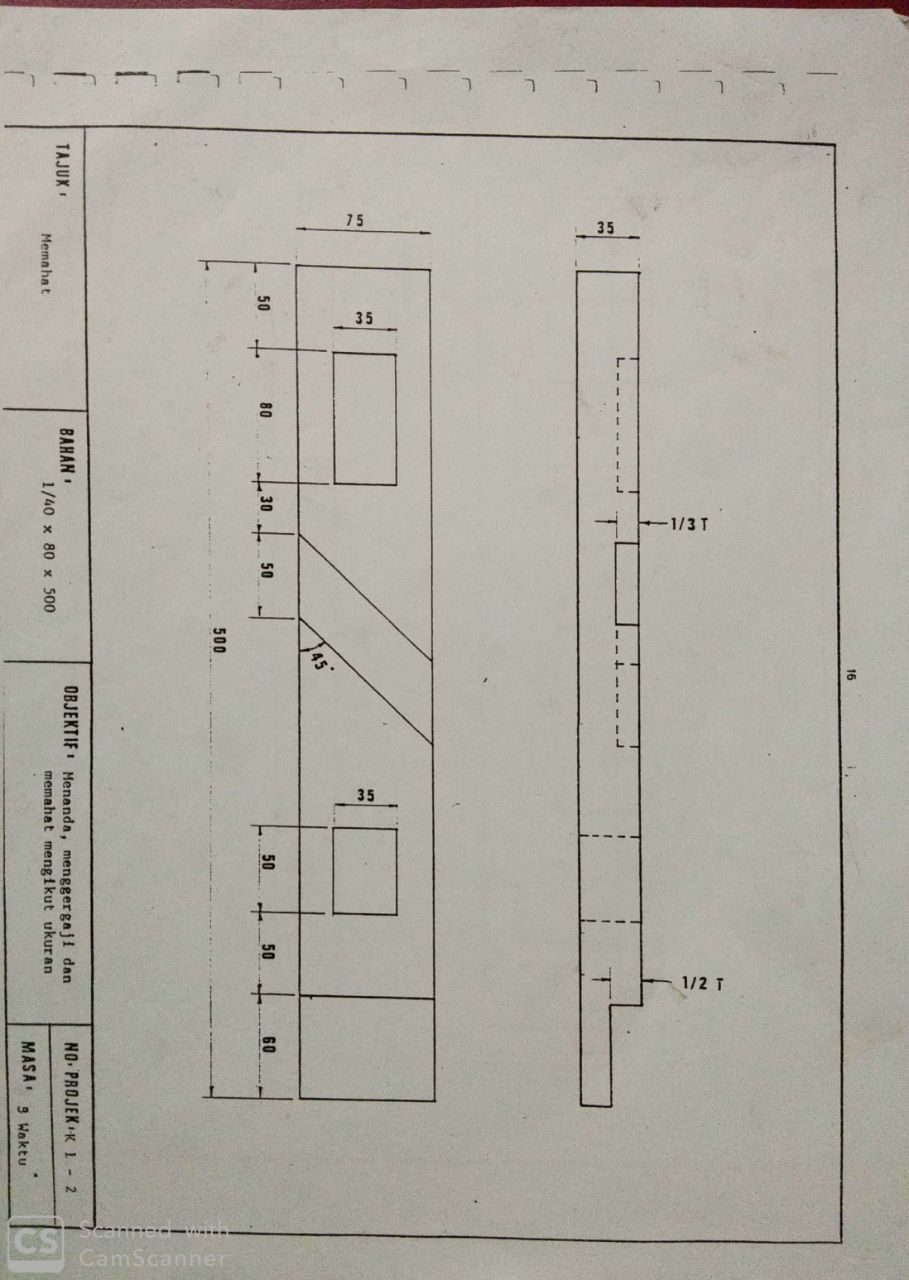 16
35
1/3 T
1/2 T
75
35
35
45°
50
80
30
50
50
50
60
500
TAJUK:
Memahat
BAHAN:
1/40 x 80 x 500
OBJEKTIF: Menanda, menggergaji dan
memahat mengikut ukuran
NO. PROJEK: K 1 - 2
MASA: 9 Waktu
CS Scanned with
CamScanner